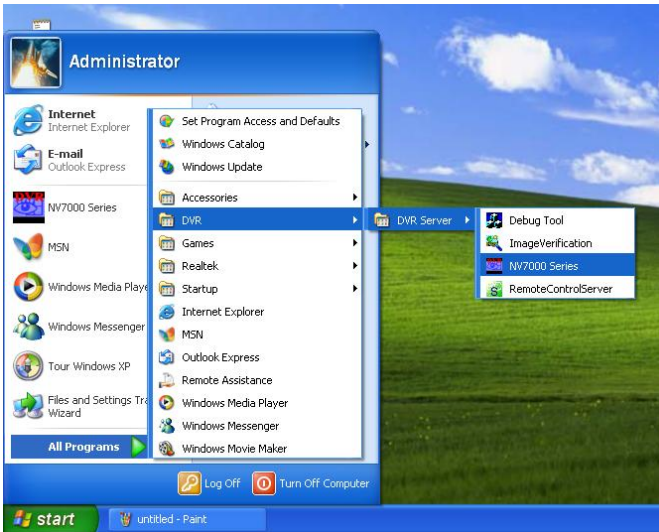 Administrator
Internet
Internet Explorer
E-mail
Outlook Express
DVR
NV7000 Series
MSN
Windows Media Playe
Windows Messenger
Tour Windows XP
Files and Settings Tra
Wizard
All Programs
Set Program Access and Defaults
Windows Catalog
Windows Update
Accessories
DVR
Games
Realtek
Startup
Internet Explorer
MSN
Outlook Express
Remote Assistance
Windows Media Player
Windows Messenger
Windows Movie Maker
DVR Server
Debug Tool
ImageVerification
NV7000 Series
RemoteControlServer
Log Off
Turn Off Computer
start
untitled - Paint